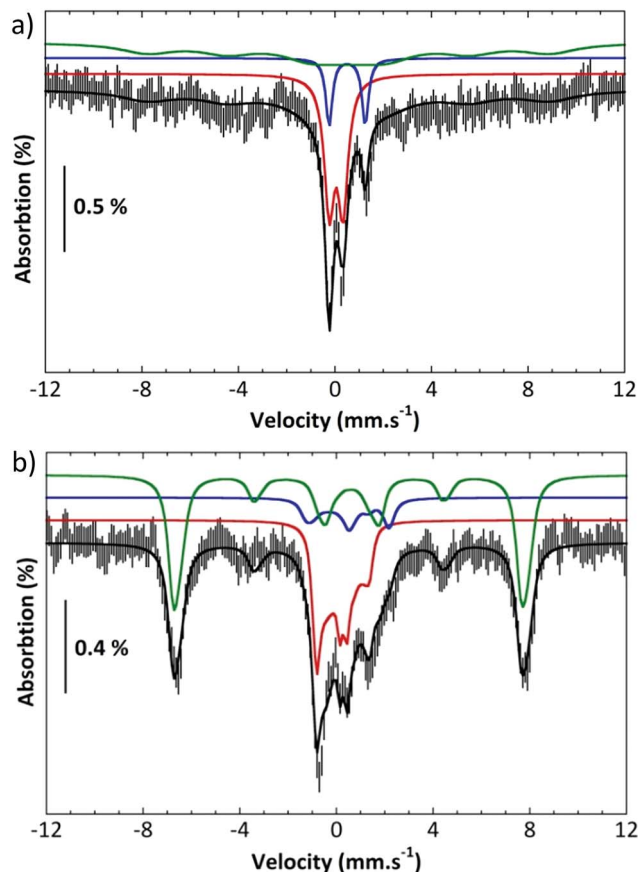 a)
Absorbtion (%)
0.5 %
-12 -8 -4 0 4 8 12
Velocity (mm.s-1)
b)
Absorbtion (%)
0.4 %
-12 -8 -4 0 4 8 12
Velocity (mm.s-1)